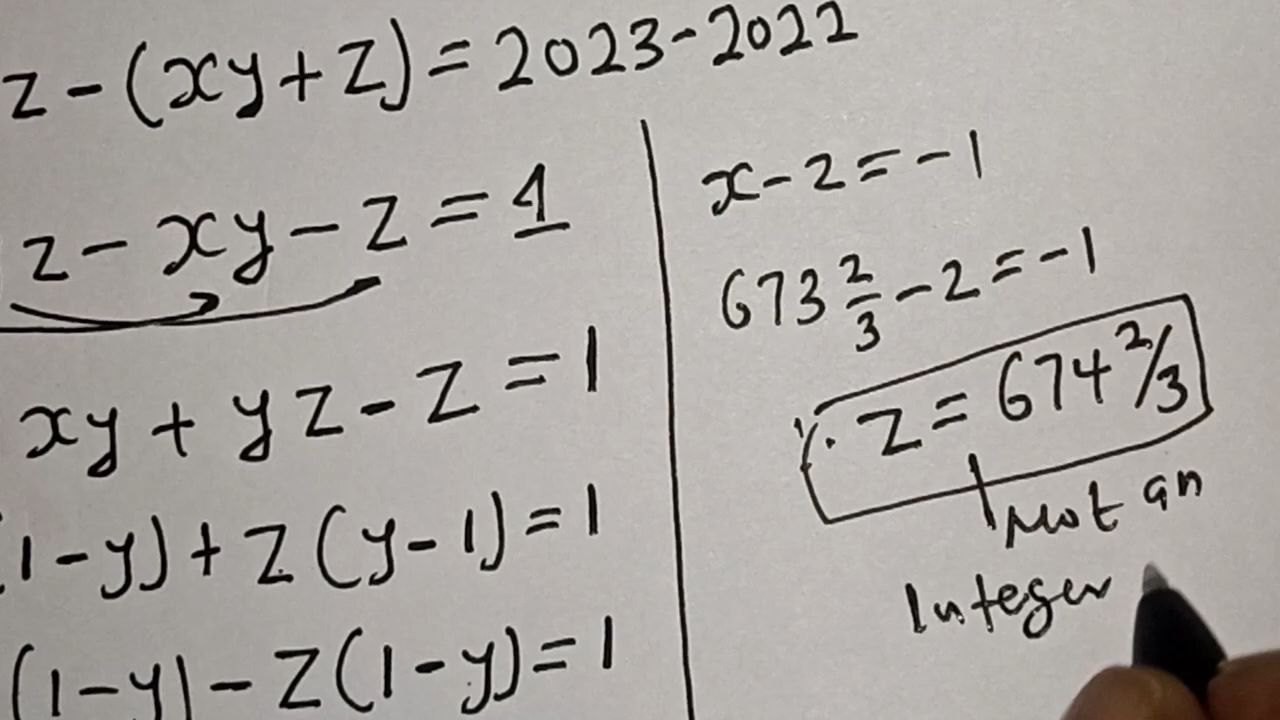 z-(xy+z)=2023-2022
z-xy-z=1
xy+yz-z=1
1-y)+z(y-1)=1
(1-y)-z(1-y)=1
x-z=-1
673 2/3-z=-1
∴ z=674 2/3
Not an
Integer